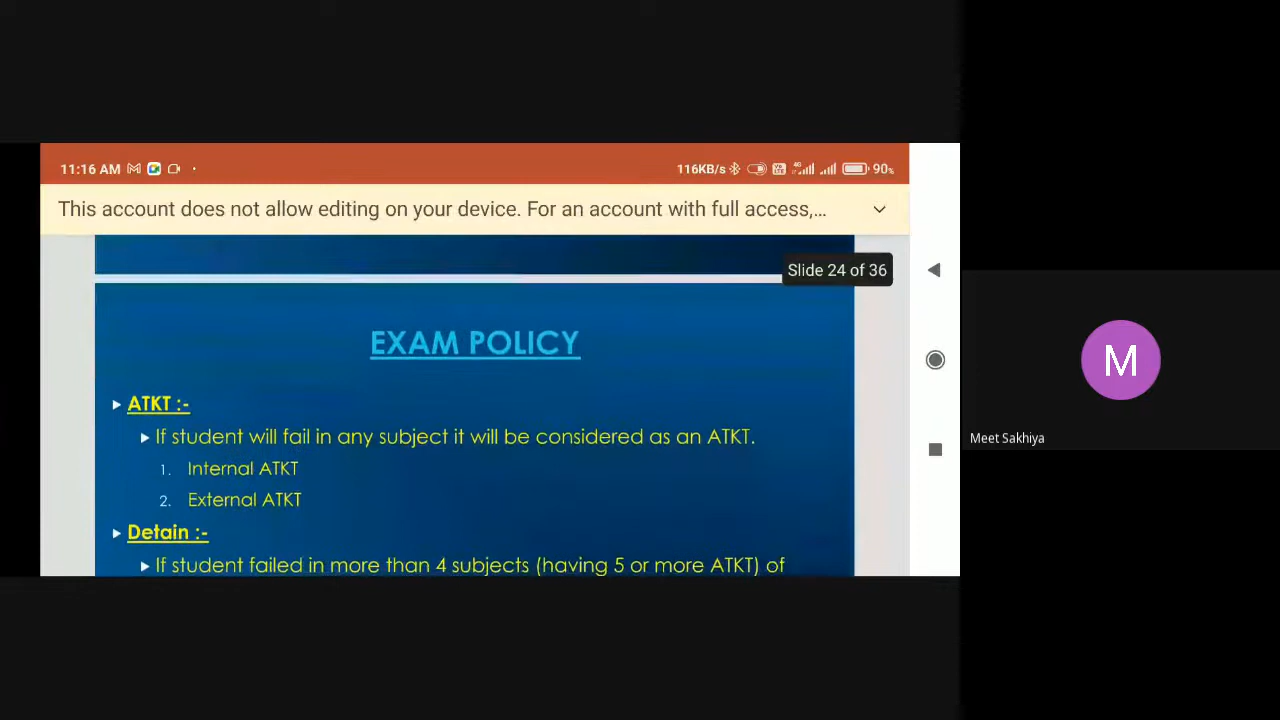 11:16 AM
116KB/s 4G 90%
This account does not allow editing on your device. For an account with full access,...
Slide 24 of 36
EXAM POLICY
ATKT :-
If student will fail in any subject it will be considered as an ATKT.
1. Internal ATKT
2. External ATKT
Detain :-
If student failed in more than 4 subjects (having 5 or more ATKT) of
M
Meet Sakhiya